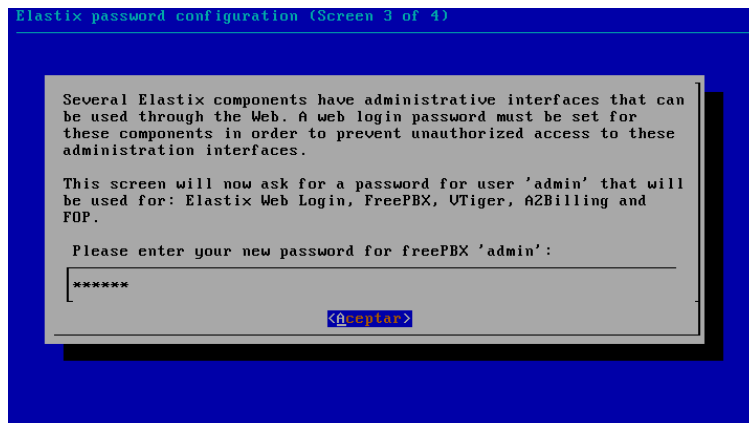 Elastix password configuration (Screen 3 of 4)
Several Elastix components have administrative interfaces that can
be used through the Web. A web login password must be set for
these components in order to prevent unauthorized access to these
administration interfaces.
This screen will now ask for a password for user 'admin' that will
be used for: Elastix Web Login, FreePBX, VTiger, A2Billing and
FOP.
Please enter your new password for freePBX 'admin':
******
<Aceptar>